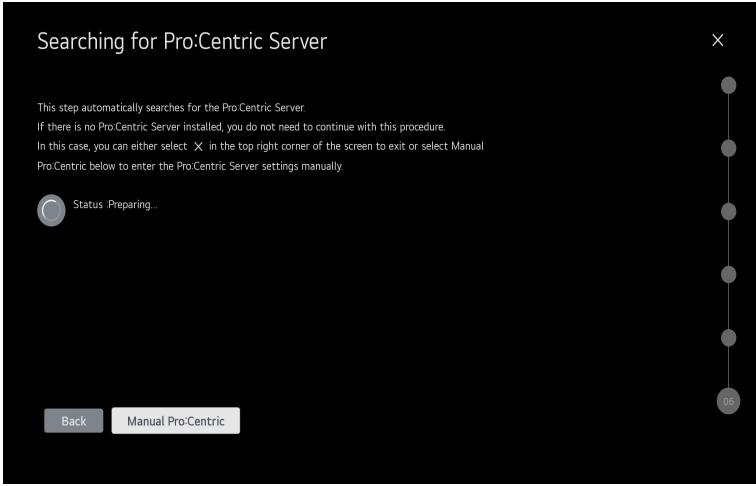 Searching for Pro:Centric Server
X
This step automatically searches for the Pro:Centric Server.
If there is no Pro:Centric Server installed, you do not need to continue with this procedure.
In this case, you can either select X in the top right corner of the screen to exit or select Manual
Pro:Centric below to enter the Pro:Centric Server settings manually.
Status :Preparing...
06
Back
Manual Pro:Centric